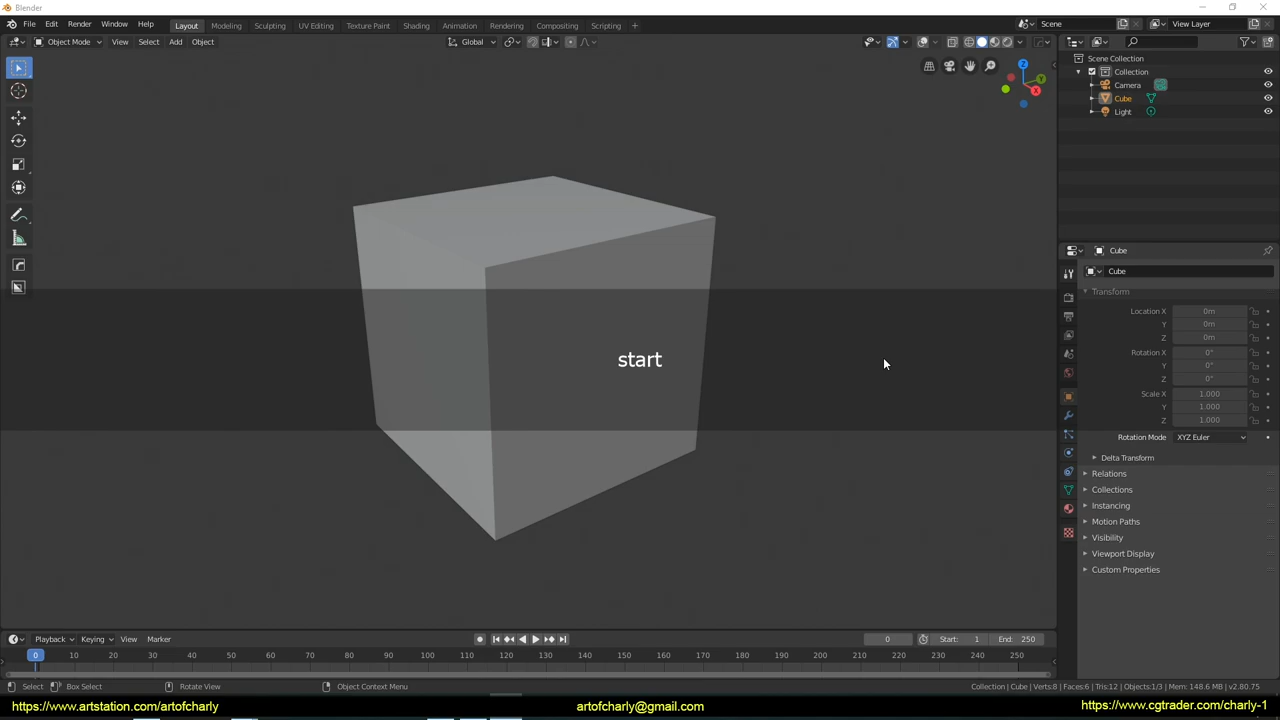 Blender
File Edit Render Window Help Layout Modeling Sculpting UV Editing Texture Paint Shading Animation Rendering Compositing Scripting + Scene View Layer
Object Mode View Select Add Object Global
Z
Y
X
Scene Collection
Collection
Camera
Cube
Light
Cube
Cube
Transform
Location X 0m
Y 0m
Z 0m
Rotation X 0°
Y 0°
Z 0°
Scale X 1.000
Y 1.000
Z 1.000
Rotation Mode XYZ Euler
Delta Transform
Relations
Collections
Instancing
Motion Paths
Visibility
Viewport Display
Custom Properties
start
Playback Keying View Marker 0 Start: 1 End: 250
0 10 20 30 40 50 60 70 80 90 100 110 120 130 140 150 160 170 180 190 200 210 220 230 240 250
Select Box Select Rotate View Object Context Menu Collection | Cube | Verts:8 | Faces:6 | Tris:12 | Objects:1/3 | Mem: 148.6 MB | v2.80.75
https://www.artstation.com/artofcharly artofcharly@gmail.com https://www.cgtrader.com/charly-1